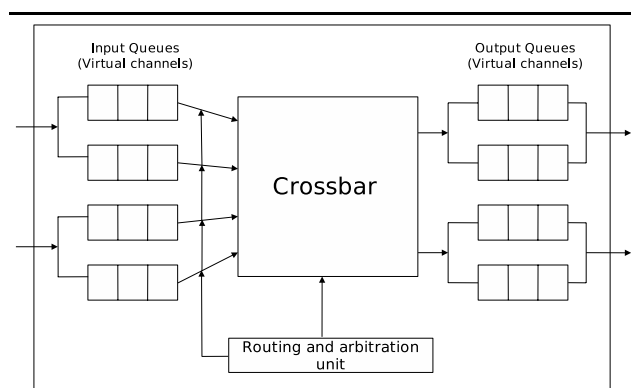 Input Queues
(Virtual channels)
Output Queues
(Virtual channels)
Crossbar
Routing and arbitration
unit